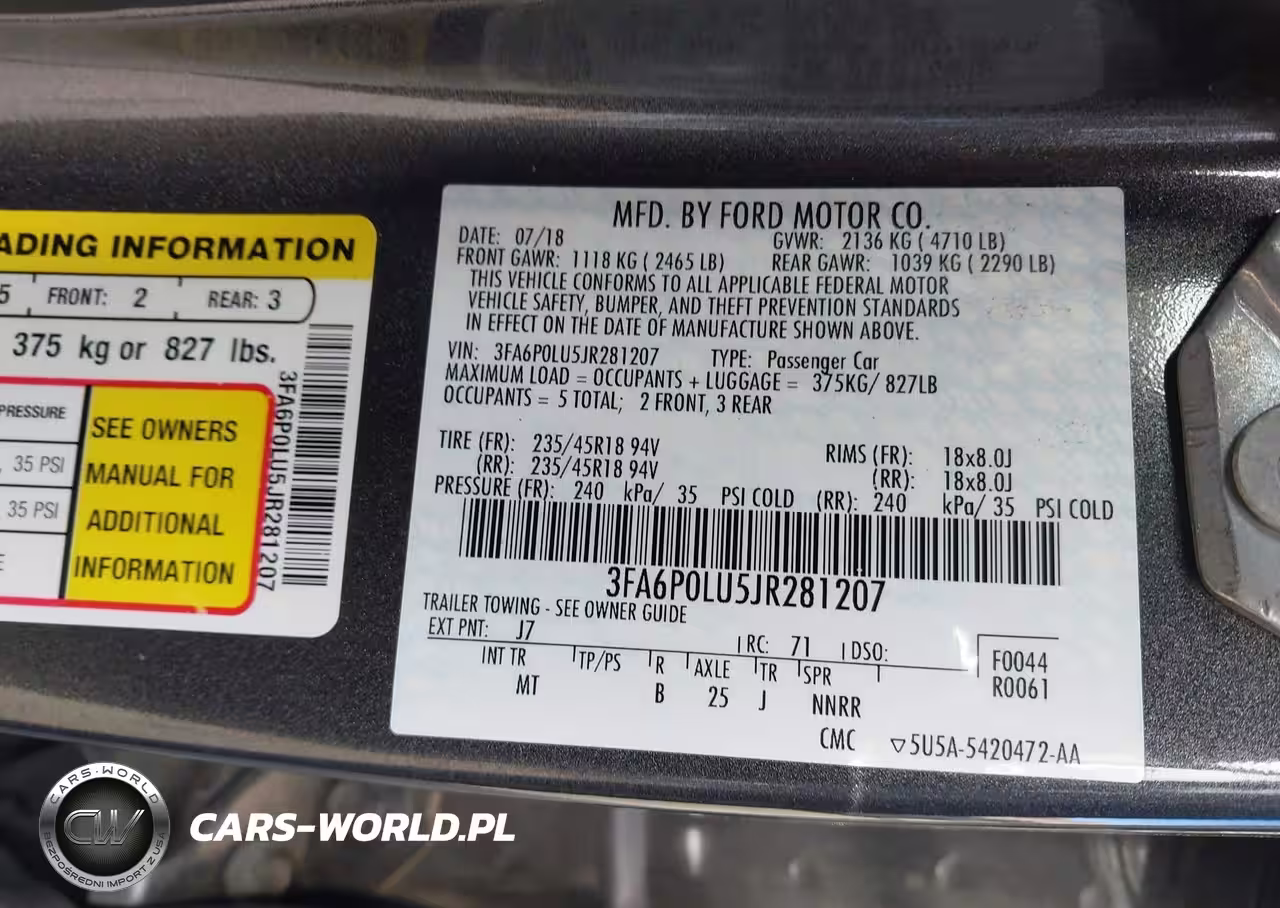 ADING INFORMATION
5 FRONT: 2 REAR: 3
375 kg or 827 lbs.
PRESSURE
, 35 PSI
, 35 PSI
E
SEE OWNERS
MANUAL FOR
ADDITIONAL
INFORMATION
3FA6P0LU5JR281207
MFD. BY FORD MOTOR CO.
DATE: 07/18 GVWR: 2136 KG ( 4710 LB)
FRONT GAWR: 1118 KG ( 2465 LB) REAR GAWR: 1039 KG ( 2290 LB)
THIS VEHICLE CONFORMS TO ALL APPLICABLE FEDERAL MOTOR
VEHICLE SAFETY, BUMPER, AND THEFT PREVENTION STANDARDS
IN EFFECT ON THE DATE OF MANUFACTURE SHOWN ABOVE.
VIN: 3FA6P0LU5JR281207 TYPE: Passenger Car
MAXIMUM LOAD = OCCUPANTS + LUGGAGE = 375KG/ 827LB
OCCUPANTS = 5 TOTAL; 2 FRONT, 3 REAR
TIRE (FR): 235/45R18 94V RIMS (FR): 18x8.0J
(RR): 235/45R18 94V (RR): 18x8.0J
PRESSURE (FR): 240 kPa/ 35 PSI COLD (RR): 240 kPa/ 35 PSI COLD
3FA6P0LU5JR281207
TRAILER TOWING - SEE OWNER GUIDE
EXT PNT: J7 RC: 71 DSO:
INT TR TP/PS R AXLE TR SPR
MT B 25 J NNRR
F0044
R0061
CMC ▽5U5A-5420472-AA
CARS-WORLD
CW
BEZPOŚREDNI IMPORT Z USA
CARS-WORLD.PL